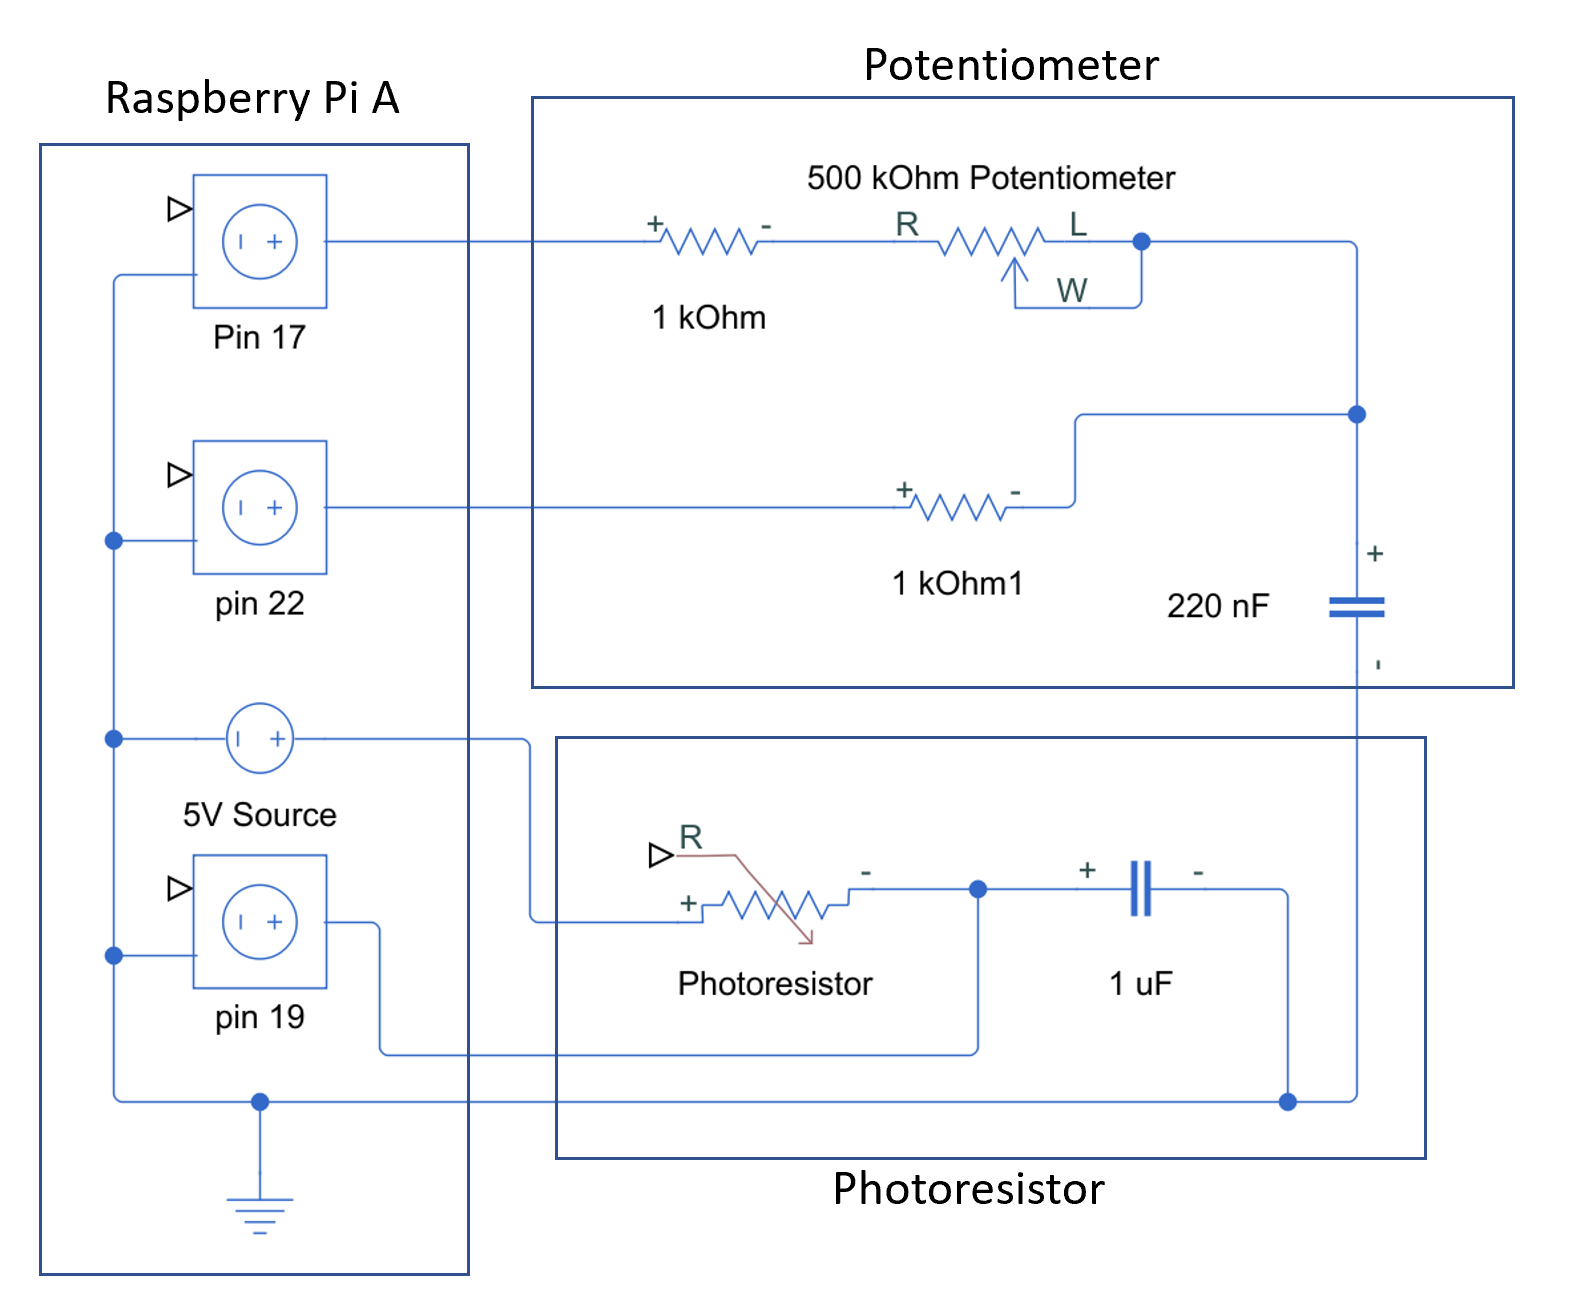 Potentiometer
Raspberry Pi A
500 kOhm Potentiometer
+ - R L
W
1 kOhm
Pin 17
+ -
1 kOhm1
pin 22
+
220 nF
-
5V Source
R
+ - + -
Photoresistor
1 uF
pin 19
Photoresistor